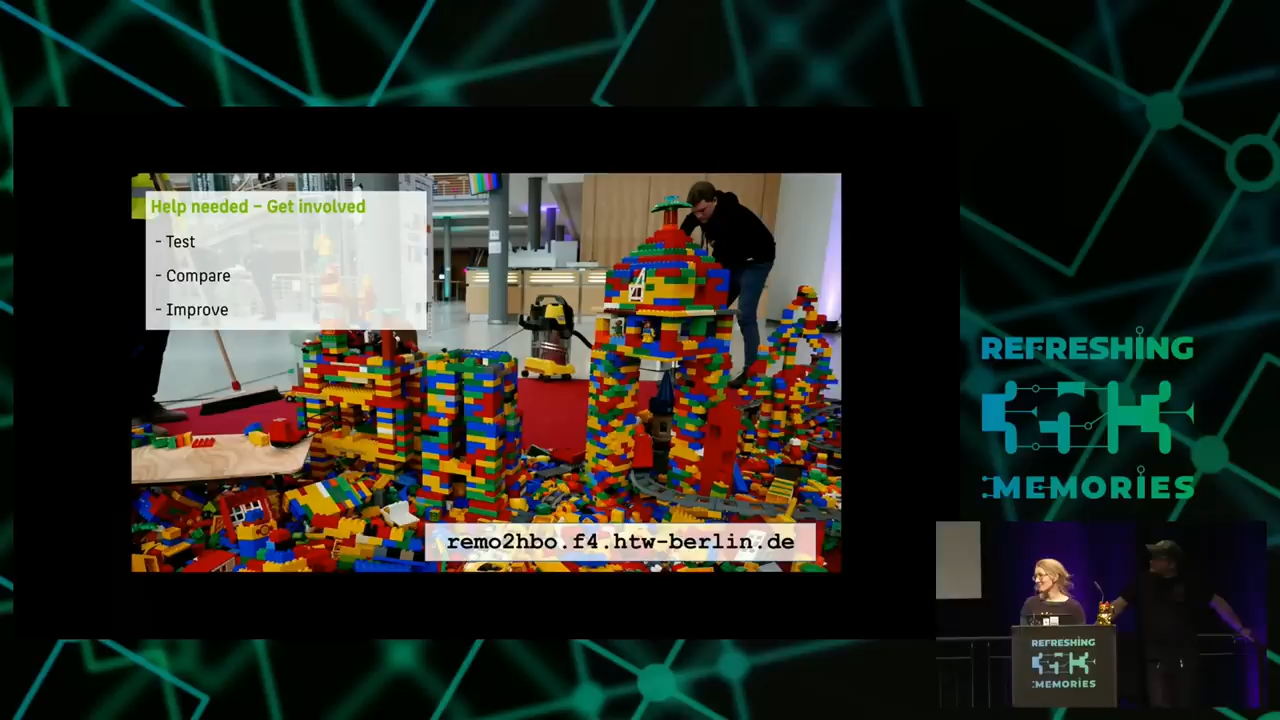 Help needed – Get involved
- Test
- Compare
- Improve
remo2hbo.f4.htw-berlin.de
REFRESHING
:MEMORIES
REFRESHING
:MEMORIES